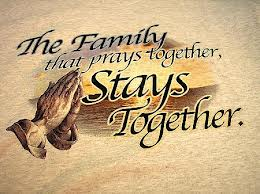 The Family
that prays together,
Stays
Together.